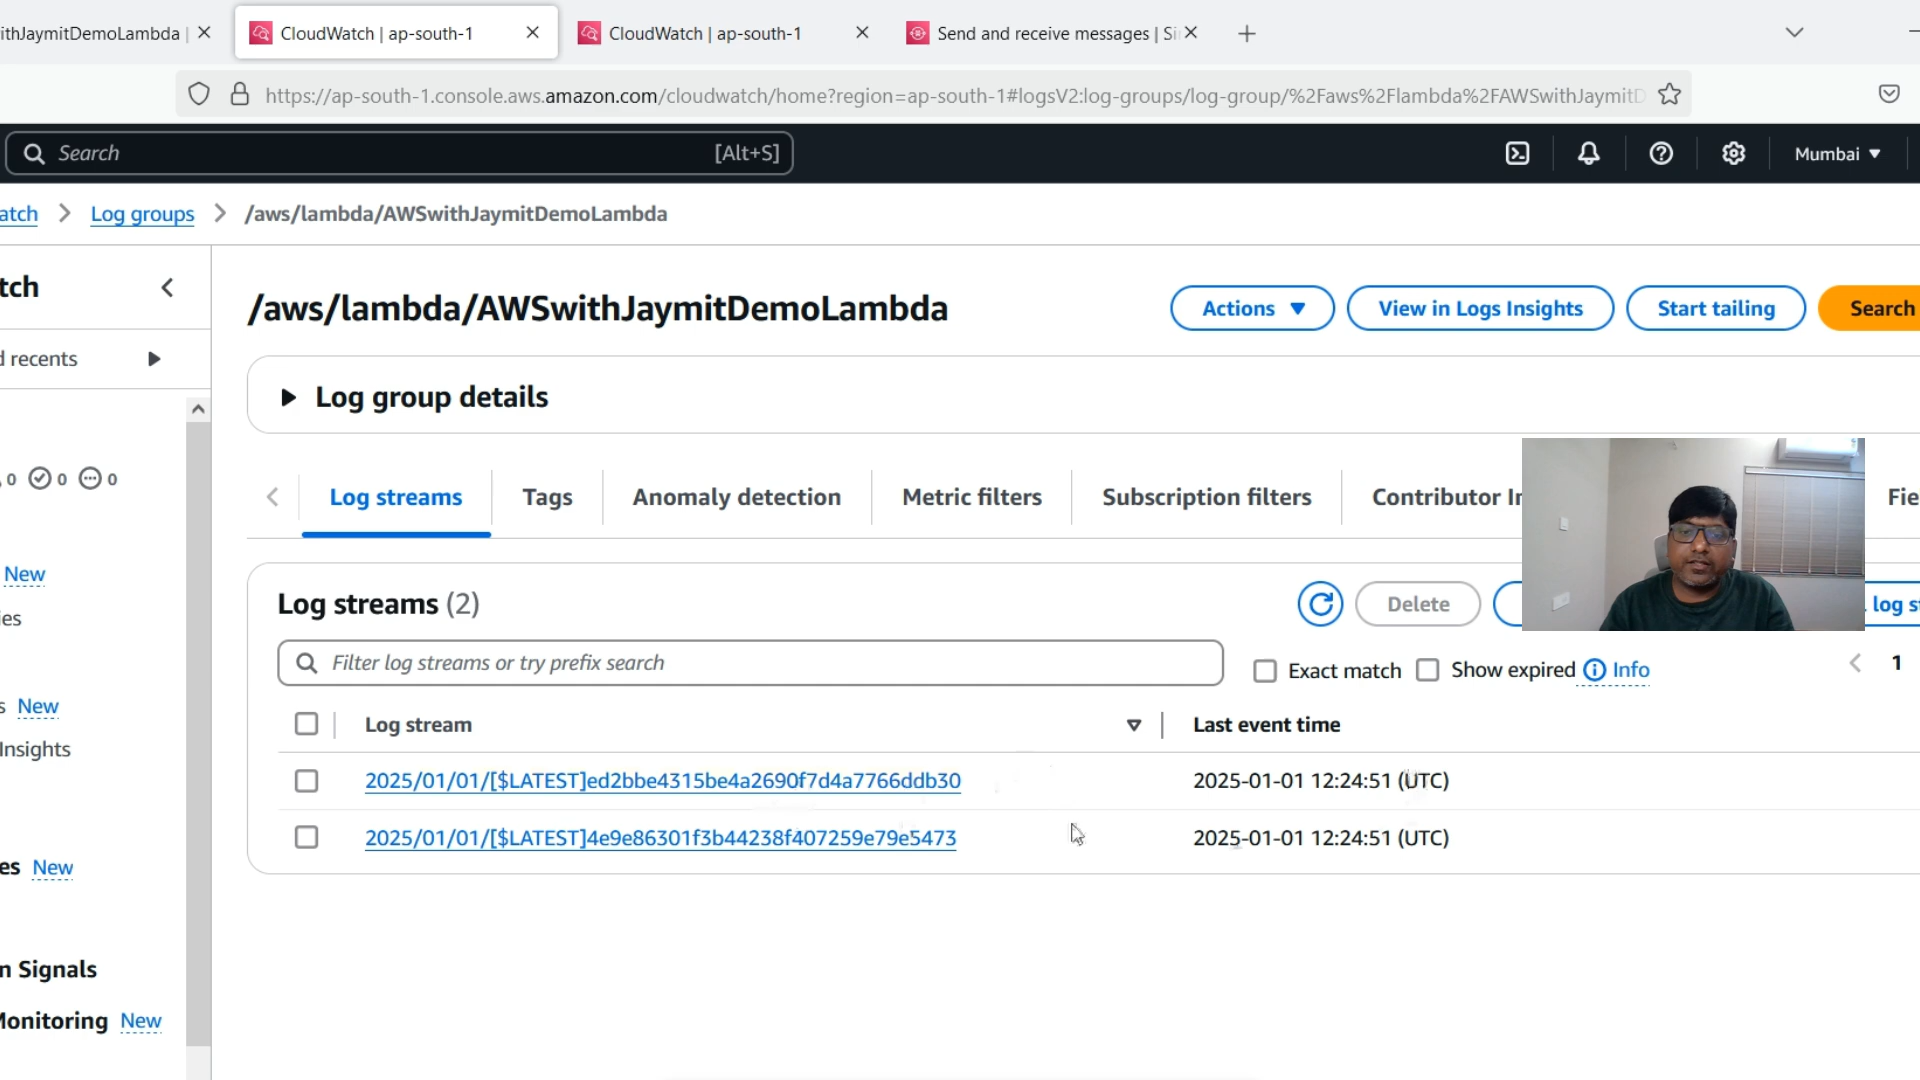 ithJaymitDemoLambda |
CloudWatch | ap-south-1
CloudWatch | ap-south-1
Send and receive messages | Si
https://ap-south-1.console.aws.amazon.com/cloudwatch/home?region=ap-south-1#logsV2:log-groups/log-group/%2Faws%2Flambda%2FAWSwithJaymitD
Search
[Alt+S]
Mumbai
atch
Log groups
/aws/lambda/AWSwithJaymitDemoLambda
tch
/aws/lambda/AWSwithJaymitDemoLambda
Actions
View in Logs Insights
Start tailing
Search
d recents
Log group details
0 0 0
Log streams
Tags
Anomaly detection
Metric filters
Subscription filters
Contributor In
Fie
New
ies
Log streams (2)
Delete
log s
Filter log streams or try prefix search
Exact match
Show expired
Info
1
s New
Insights
Log stream
Last event time
2025/01/01/[$LATEST]ed2bbe4315be4a2690f7d4a7766ddb30
2025-01-01 12:24:51 (UTC)
2025/01/01/[$LATEST]4e9e86301f3b44238f407259e79e5473
2025-01-01 12:24:51 (UTC)
es New
n Signals
Monitoring New